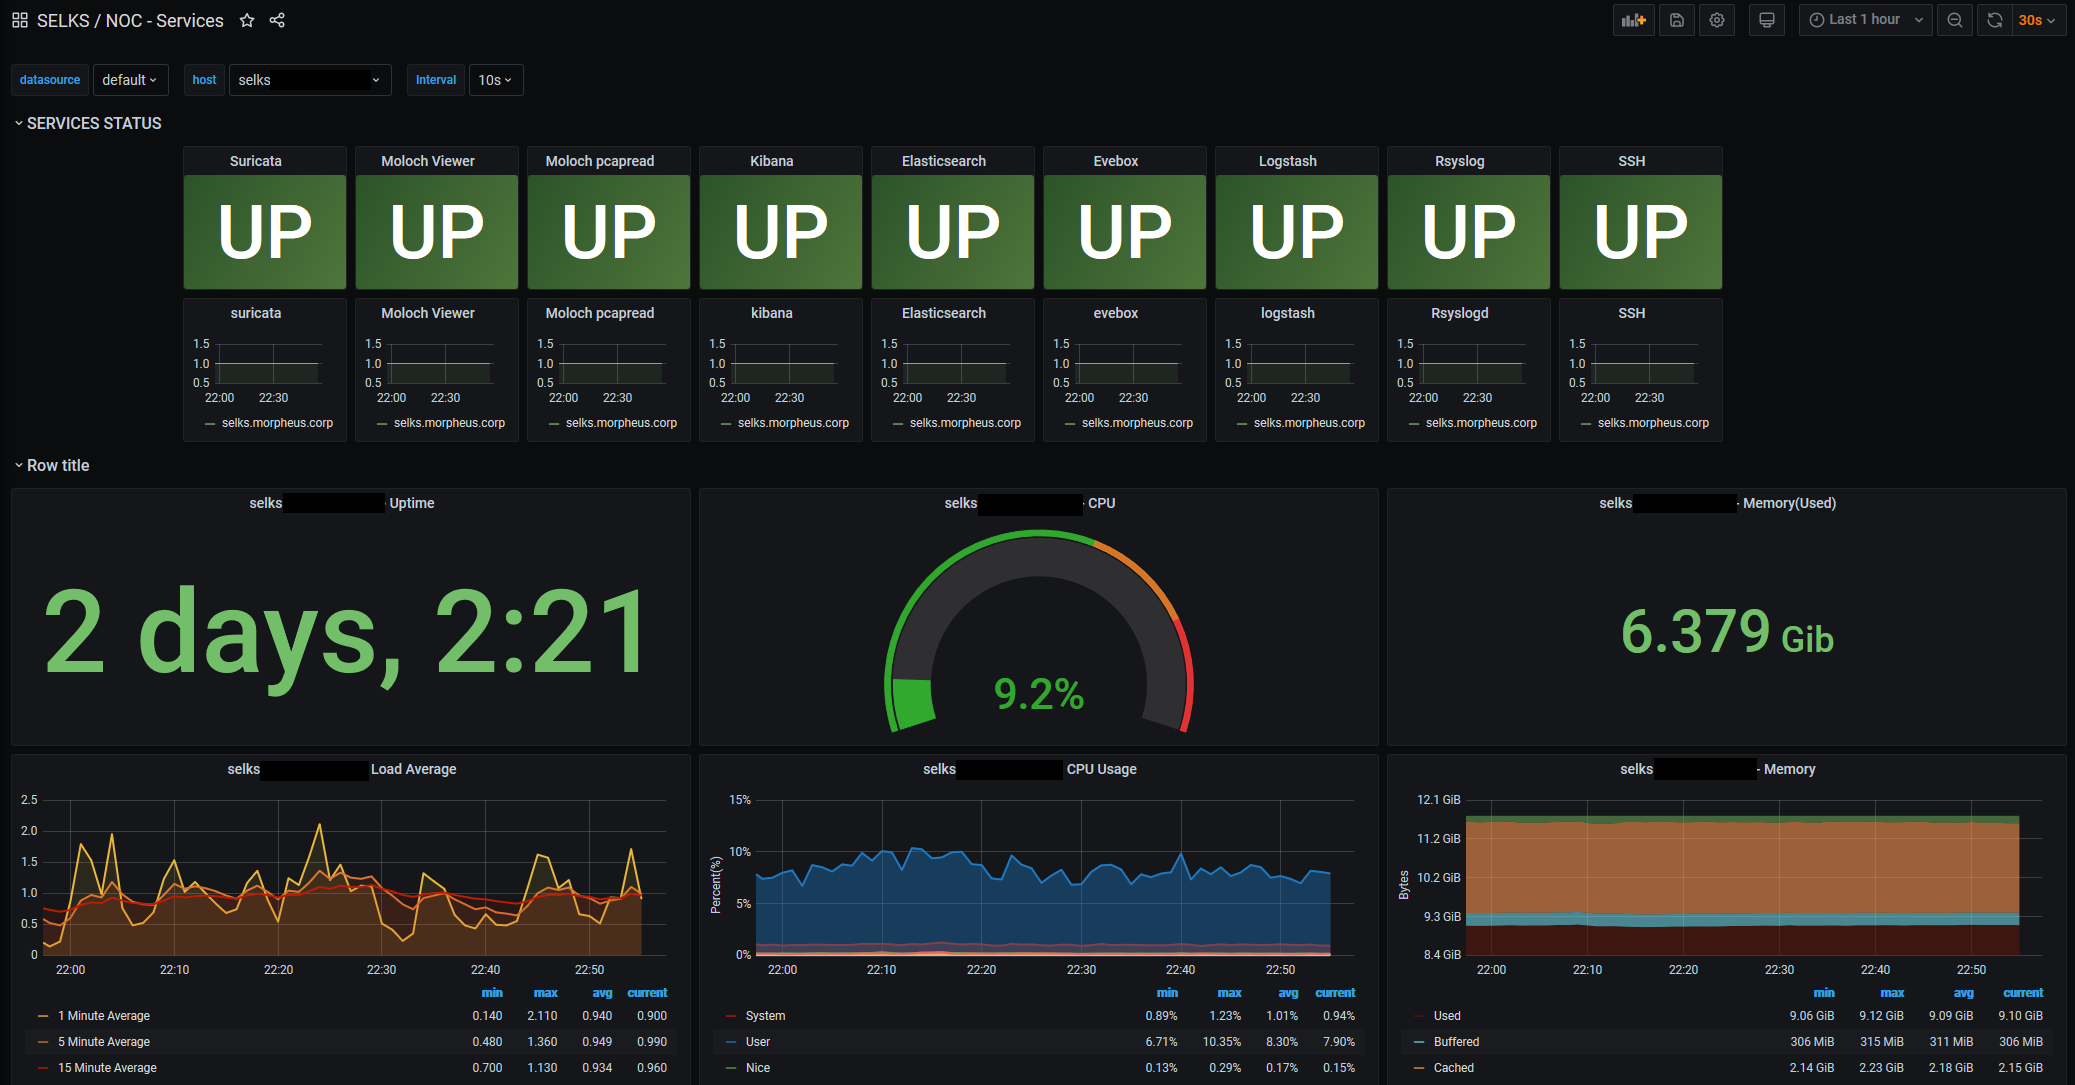 SELKS / NOC - Services
Last 1 hour
30s
datasource default host selks Interval 10s
SERVICES STATUS
Suricata Moloch Viewer Moloch pcapread Kibana Elasticsearch Evebox Logstash Rsyslog SSH
UP UP UP UP UP UP UP UP UP
suricata Moloch Viewer Moloch pcapread kibana Elasticsearch evebox logstash Rsyslogd SSH
1.5 1.5 1.5 1.5 1.5 1.5 1.5 1.5 1.5
1.0 1.0 1.0 1.0 1.0 1.0 1.0 1.0 1.0
0.5 0.5 0.5 0.5 0.5 0.5 0.5 0.5 0.5
22:00 22:30 22:00 22:30 22:00 22:30 22:00 22:30 22:00 22:30 22:00 22:30 22:00 22:30 22:00 22:30 22:00 22:30
selks.morpheus.corp selks.morpheus.corp selks.morpheus.corp selks.morpheus.corp selks.morpheus.corp selks.morpheus.corp selks.morpheus.corp selks.morpheus.corp selks.morpheus.corp
Row title
selks - Uptime
2 days, 2:21
selks - CPU
9.2%
selks - Memory(Used)
6.379 Gib
selks Load Average
2.5
2.0
1.5
1.0
0.5
0
22:00 22:10 22:20 22:30 22:40 22:50
min max avg current
1 Minute Average 0.140 2.110 0.940 0.900
5 Minute Average 0.480 1.360 0.949 0.990
15 Minute Average 0.700 1.130 0.934 0.960
selks CPU Usage
Percent(%)
15%
10%
5%
0%
22:00 22:10 22:20 22:30 22:40 22:50
min max avg current
System 0.89% 1.23% 1.01% 0.94%
User 6.71% 10.35% 8.30% 7.90%
Nice 0.13% 0.29% 0.17% 0.15%
selks - Memory
Bytes
12.1 GiB
11.2 GiB
10.2 GiB
9.3 GiB
8.4 GiB
22:00 22:10 22:20 22:30 22:40 22:50
min max avg current
Used 9.06 GiB 9.12 GiB 9.09 GiB 9.10 GiB
Buffered 306 MiB 315 MiB 311 MiB 306 MiB
Cached 2.14 GiB 2.23 GiB 2.18 GiB 2.15 GiB